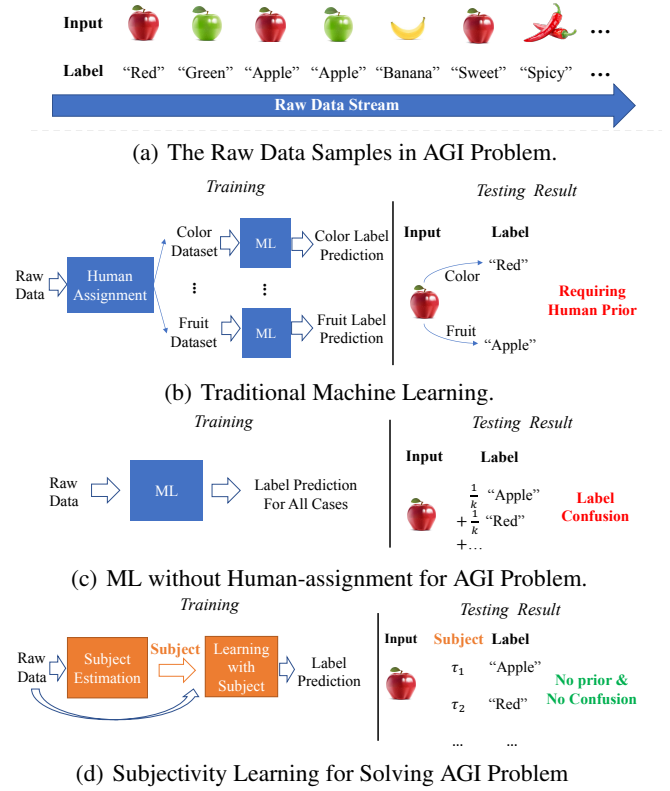 Input
Label “Red” “Green” “Apple” “Apple” “Banana” “Sweet” “Spicy” ...
Raw Data Stream
(a) The Raw Data Samples in AGI Problem.
Training
Testing Result
Raw Data
Human Assignment
Color Dataset
ML
Color Label Prediction
⋮ ⋮
Fruit Dataset
ML
Fruit Label Prediction
Input Label
Color
“Red”
Fruit
“Apple”
Requiring Human Prior
(b) Traditional Machine Learning.
Training
Testing Result
Raw Data
ML
Label Prediction For All Cases
Input Label
1/k “Apple”
+ 1/k “Red”
+...
Label Confusion
(c) ML without Human-assignment for AGI Problem.
Training
Testing Result
Raw Data
Subject Estimation
Subject
Learning with Subject
Label Prediction
Input Subject Label
τ1 “Apple”
τ2 “Red”
... ...
No prior & No Confusion
(d) Subjectivity Learning for Solving AGI Problem